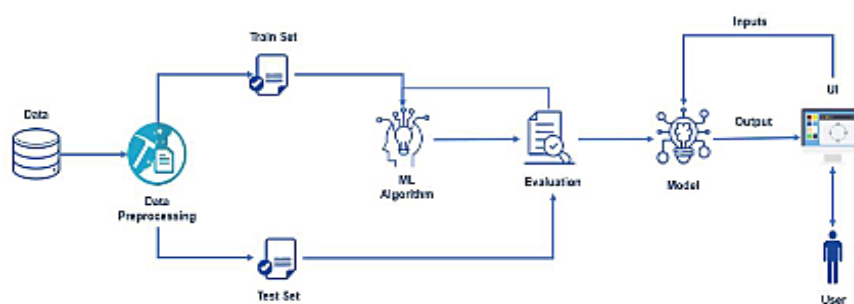 Inputs
Train Set
UI
Data
Output
ML
Algorithm
Evaluation
Model
Data
Preprocessing
Test Set
User